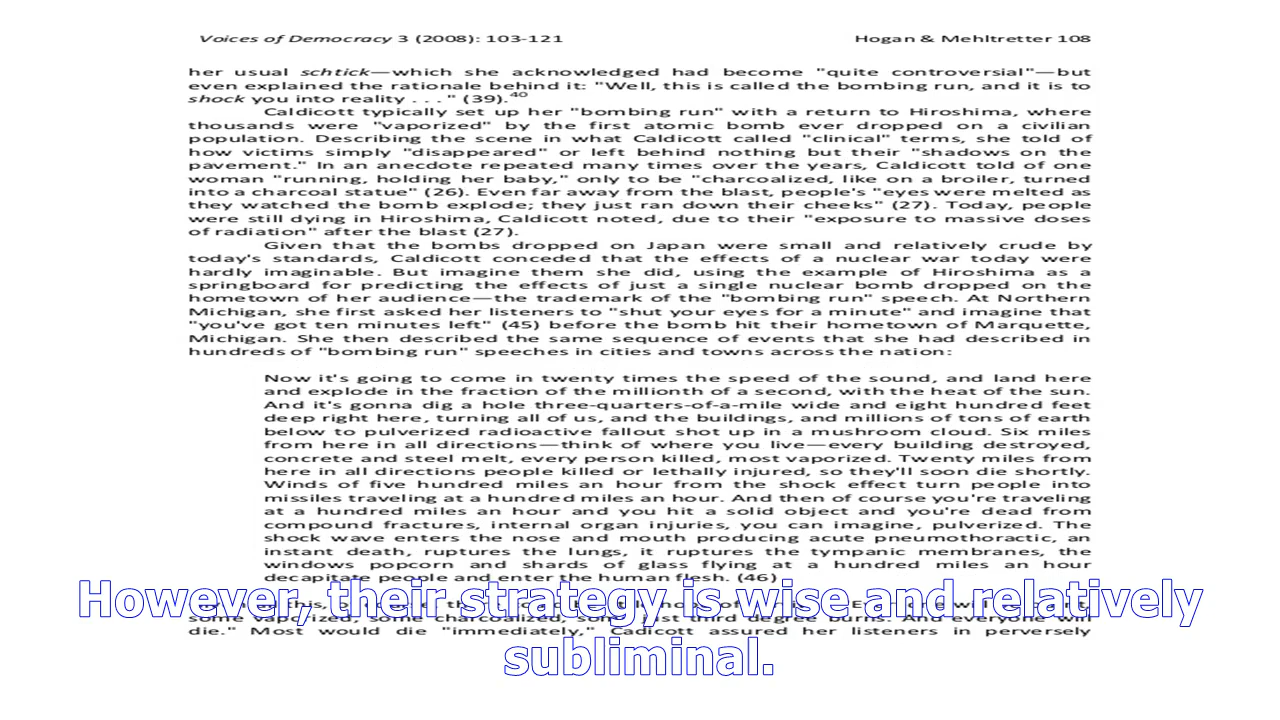 Voices of Democracy 3 (2008): 103-121 Hogan & Mehltretter 108
her usual schtick—which she acknowledged had become "quite controversial"—but
even explained the rationale behind it: "Well, this is called the bombing run, and it is to
shock you into reality . . ." (39).40
Caldicott typically set up her "bombing run" with a return to Hiroshima, where
thousands were "vaporized" by the first atomic bomb ever dropped on a civilian
population. Describing the scene in what Caldicott called "clinical" terms, she told of
how victims simply "disappeared" or left behind nothing but their "shadows on the
pavement." In an anecdote repeated many times over the years, Caldicott told of one
woman "running, holding her baby," only to be "charcoalized, like on a broiler, turned
into a charcoal statue" (26). Even far away from the blast, people's "eyes were melted as
they watched the bomb explode; they just ran down their cheeks" (27). Today, people
were still dying in Hiroshima, Caldicott noted, due to their "exposure to massive doses
of radiation" after the blast (27).
Given that the bombs dropped on Japan were small and relatively crude by
today's standards, Caldicott conceded that the effects of a nuclear war today were
hardly imaginable. But imagine them she did, using the example of Hiroshima as a
springboard for predicting the effects of just a single nuclear bomb dropped on the
hometown of her audience—the trademark of the "bombing run" speech. At Northern
Michigan, she first asked her listeners to "shut your eyes for a minute" and imagine that
"you've got ten minutes left" (45) before the bomb hit their hometown of Marquette,
Michigan. She then described the same sequence of events that she had described in
hundreds of "bombing run" speeches in cities and towns across the nation:
Now it's going to come in twenty times the speed of the sound, and land here
and explode in the fraction of the millionth of a second, with the heat of the sun.
And it's gonna dig a hole three-quarters-of-a-mile wide and eight hundred feet
deep right here, turning all of us, and the buildings, and millions of tons of earth
below to pulverized radioactive fallout shot up in a mushroom cloud. Six miles
from here in all directions—think of where you live—every building destroyed,
concrete and steel melt, every person killed, most vaporized. Twenty miles from
here in all directions people killed or lethally injured, so they'll soon die shortly.
Winds of five hundred miles an hour from the shock effect turn people into
missiles traveling at a hundred miles an hour. And then of course you're traveling
at a hundred miles an hour and you hit a solid object and you're dead from
compound fractures, internal organ injuries, you can imagine, pulverized. The
shock wave enters the nose and mouth producing acute pneumothoractic, an
instant death, ruptures the lungs, it ruptures the tympanic membranes, the
windows popcorn and shards of glass flying at a hundred miles an hour
decapitate people and enter the human flesh. (46)
However, their strategy is wise and relatively
some vaporized, some charcoalized, some just third degree burns. And everyone will
die." Most would die "immediately," Cadicott assured her listeners in perversely
subliminal.